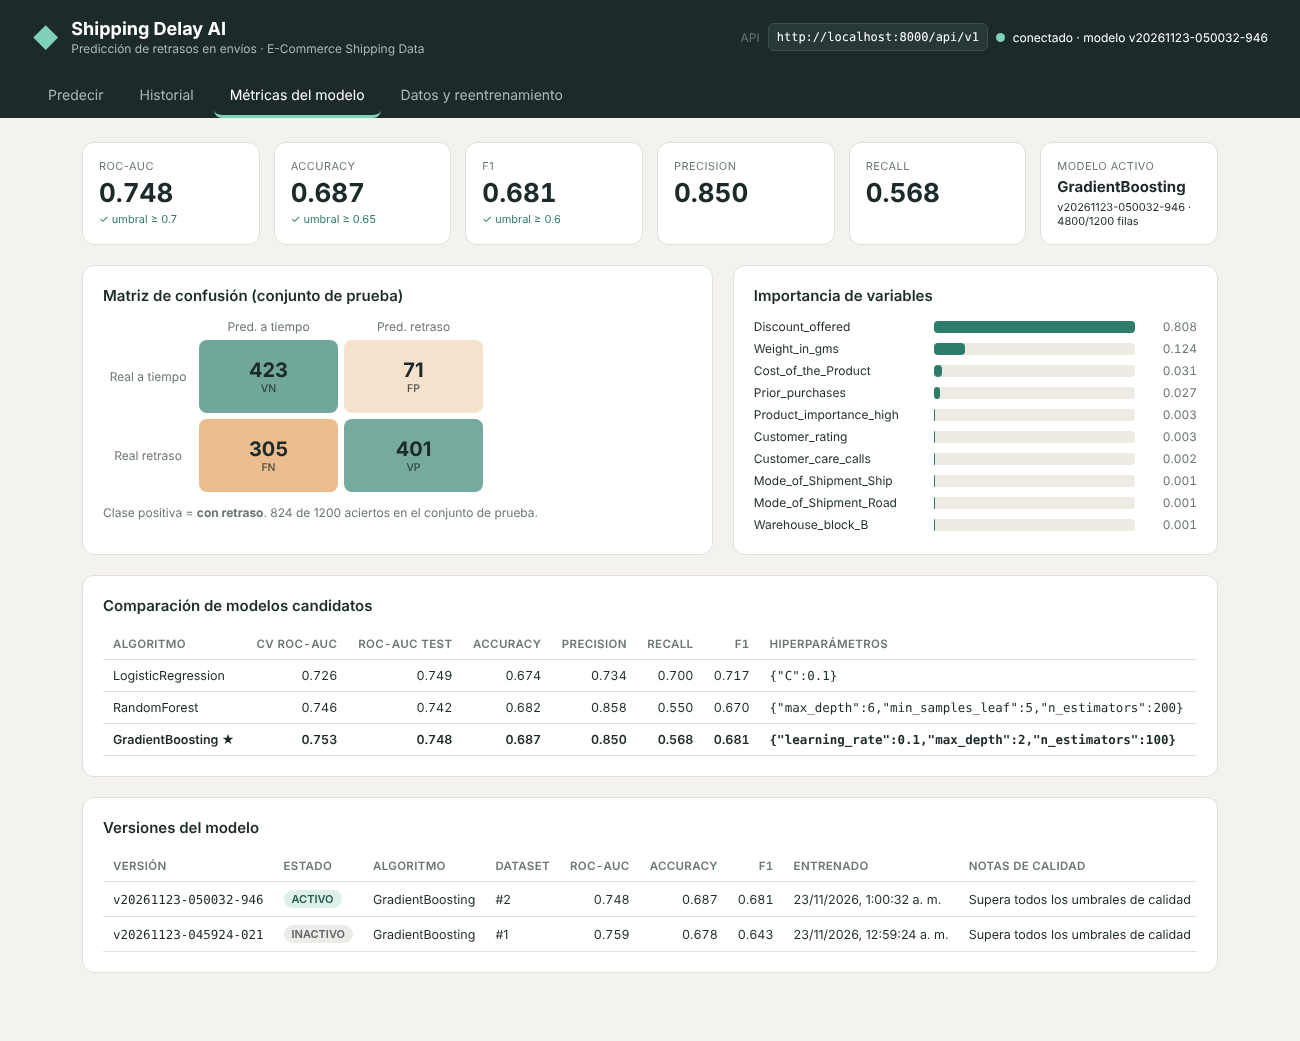 Shipping Delay AI
Predicción de retrasos en envíos · E-Commerce Shipping Data
API http://localhost:8000/api/v1 conectado · modelo v20261123-050032-946
Predecir Historial Métricas del modelo Datos y reentrenamiento
ROC-AUC
0.748
✓ umbral ≥ 0.7
ACCURACY
0.687
✓ umbral ≥ 0.65
F1
0.681
✓ umbral ≥ 0.6
PRECISION
0.850
RECALL
0.568
MODELO ACTIVO
GradientBoosting
v20261123-050032-946 ·
4800/1200 filas
Matriz de confusión (conjunto de prueba)
Pred. a tiempo Pred. retraso
Real a tiempo 423 VN 71 FP
Real retraso 305 FN 401 VP
Clase positiva = con retraso. 824 de 1200 aciertos en el conjunto de prueba.
Importancia de variables
Discount_offered 0.808
Weight_in_gms 0.124
Cost_of_the_Product 0.031
Prior_purchases 0.027
Product_importance_high 0.003
Customer_rating 0.003
Customer_care_calls 0.002
Mode_of_Shipment_Ship 0.001
Mode_of_Shipment_Road 0.001
Warehouse_block_B 0.001
Comparación de modelos candidatos
ALGORITMO CV ROC-AUC ROC-AUC TEST ACCURACY PRECISION RECALL F1 HIPERPARÁMETROS
LogisticRegression 0.726 0.749 0.674 0.734 0.700 0.717 {"C":0.1}
RandomForest 0.746 0.742 0.682 0.858 0.550 0.670 {"max_depth":6,"min_samples_leaf":5,"n_estimators":200}
GradientBoosting ★ 0.753 0.748 0.687 0.850 0.568 0.681 {"learning_rate":0.1,"max_depth":2,"n_estimators":100}
Versiones del modelo
VERSIÓN ESTADO ALGORITMO DATASET ROC-AUC ACCURACY F1 ENTRENADO NOTAS DE CALIDAD
v20261123-050032-946 ACTIVO GradientBoosting #2 0.748 0.687 0.681 23/11/2026, 1:00:32 a. m. Supera todos los umbrales de calidad
v20261123-045924-021 INACTIVO GradientBoosting #1 0.759 0.678 0.643 23/11/2026, 12:59:24 a. m. Supera todos los umbrales de calidad